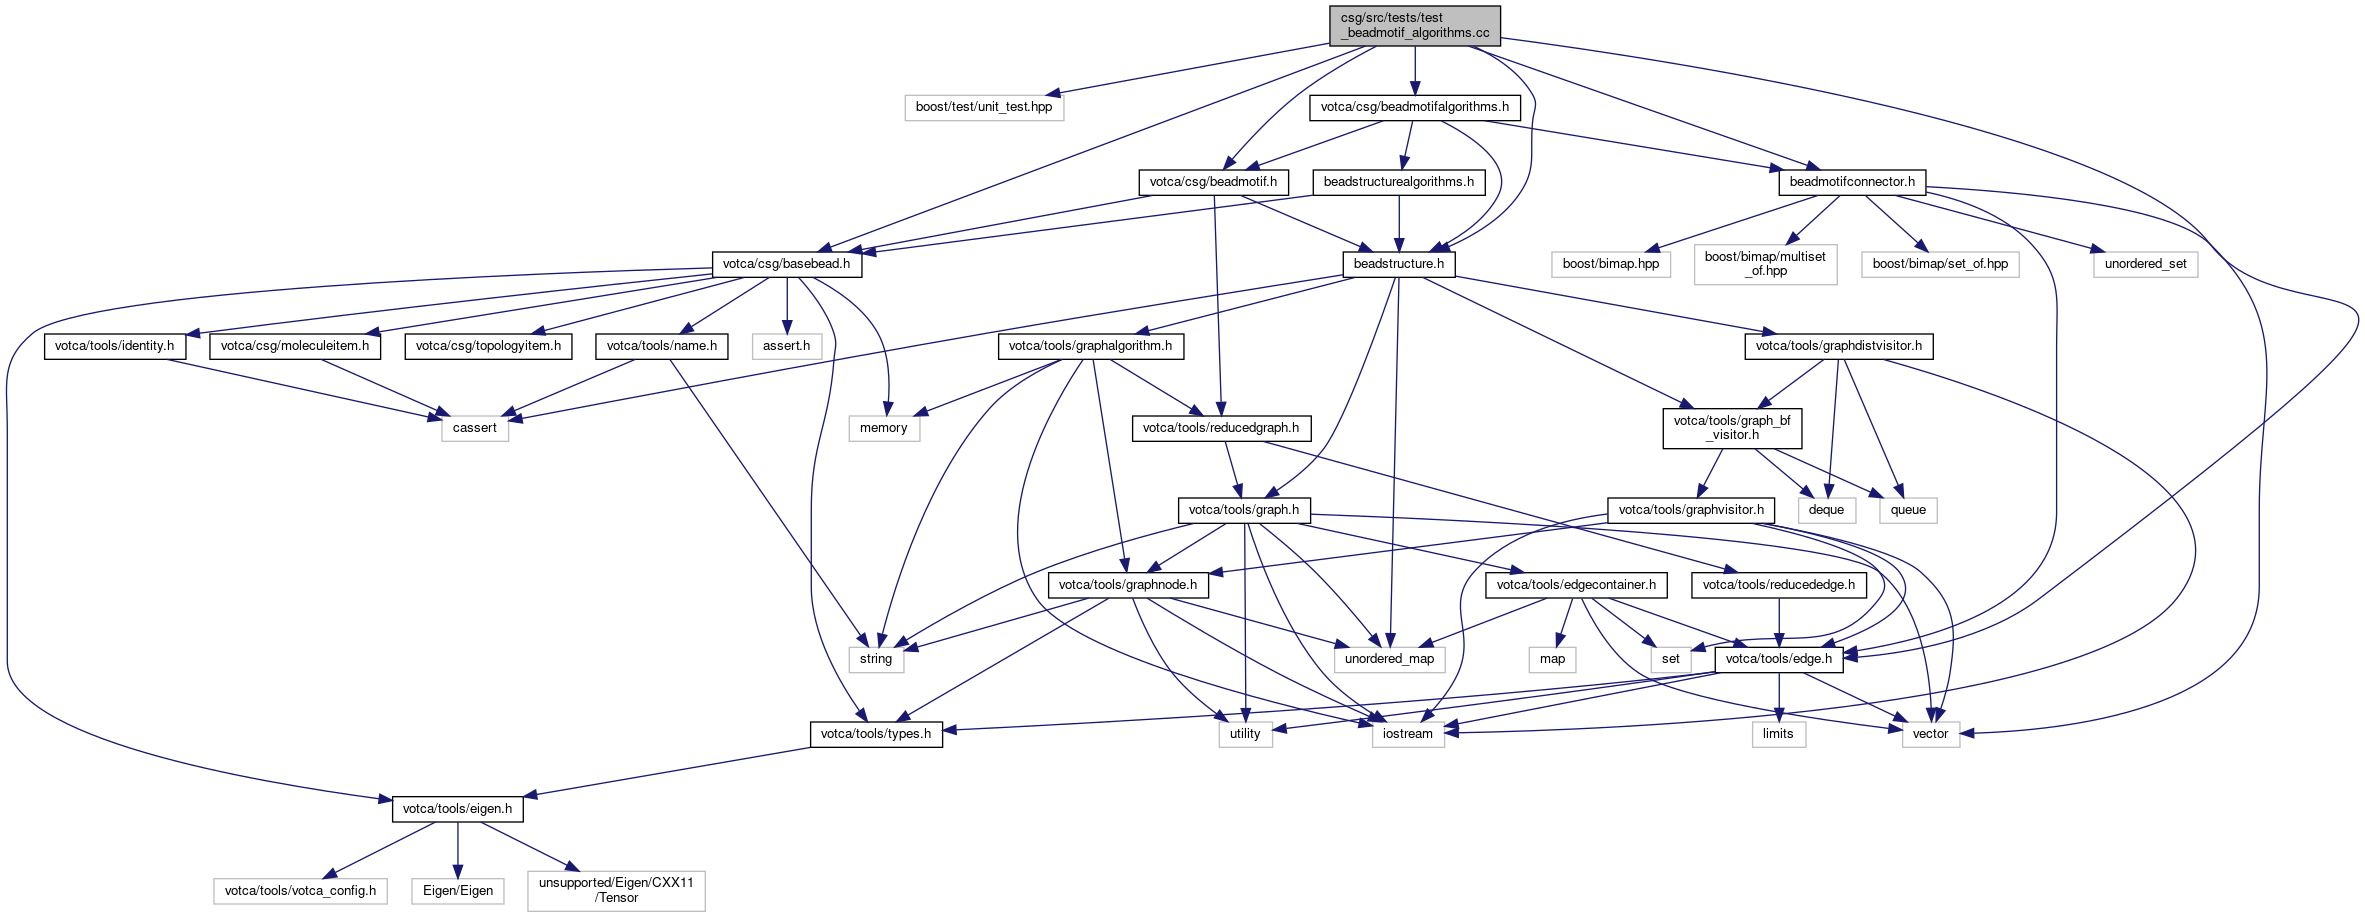 csg/src/tests/test
_beadmotif_algorithms.cc
boost/test/unit_test.hpp
votca/csg/beadmotifalgorithms.h
votca/csg/beadmotif.h
beadstructurealgorithms.h
beadmotifconnector.h
votca/csg/basebead.h
beadstructure.h
boost/bimap.hpp
boost/bimap/multiset
_of.hpp
boost/bimap/set_of.hpp
unordered_set
votca/tools/identity.h
votca/csg/moleculeitem.h
votca/csg/topologyitem.h
votca/tools/name.h
assert.h
votca/tools/graphalgorithm.h
votca/tools/graphdistvisitor.h
cassert
memory
votca/tools/reducedgraph.h
votca/tools/graph_bf
_visitor.h
votca/tools/graph.h
votca/tools/graphvisitor.h
deque
queue
votca/tools/graphnode.h
votca/tools/edgecontainer.h
votca/tools/reducededge.h
string
unordered_map
map
set
votca/tools/edge.h
votca/tools/types.h
utility
iostream
limits
vector
votca/tools/eigen.h
votca/tools/votca_config.h
Eigen/Eigen
unsupported/Eigen/CXX11
/Tensor